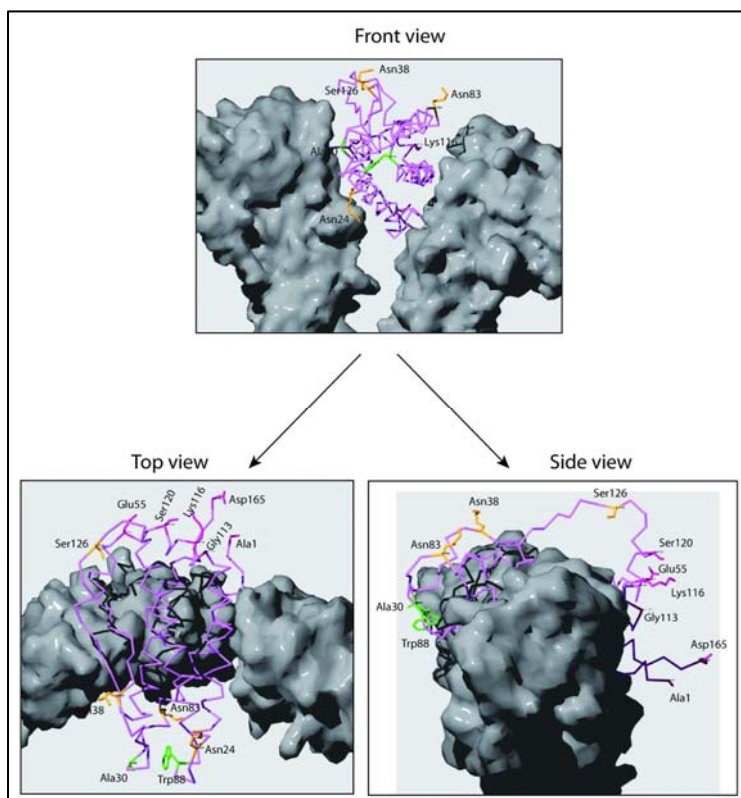 Front view
Asn38
Ser126
Asn83
Lys116
Asn24
Top view
Side view
Glu55
Ser120
Lys116
Asp165
Ser126
Gly113
Ala1
Asn83
Asn24
Ala30
Trp88
Ser126
Asn38
Asn83
Ser120
Glu55
Lys116
Ala30
Gly113
Trp88
Asp165
Ala1